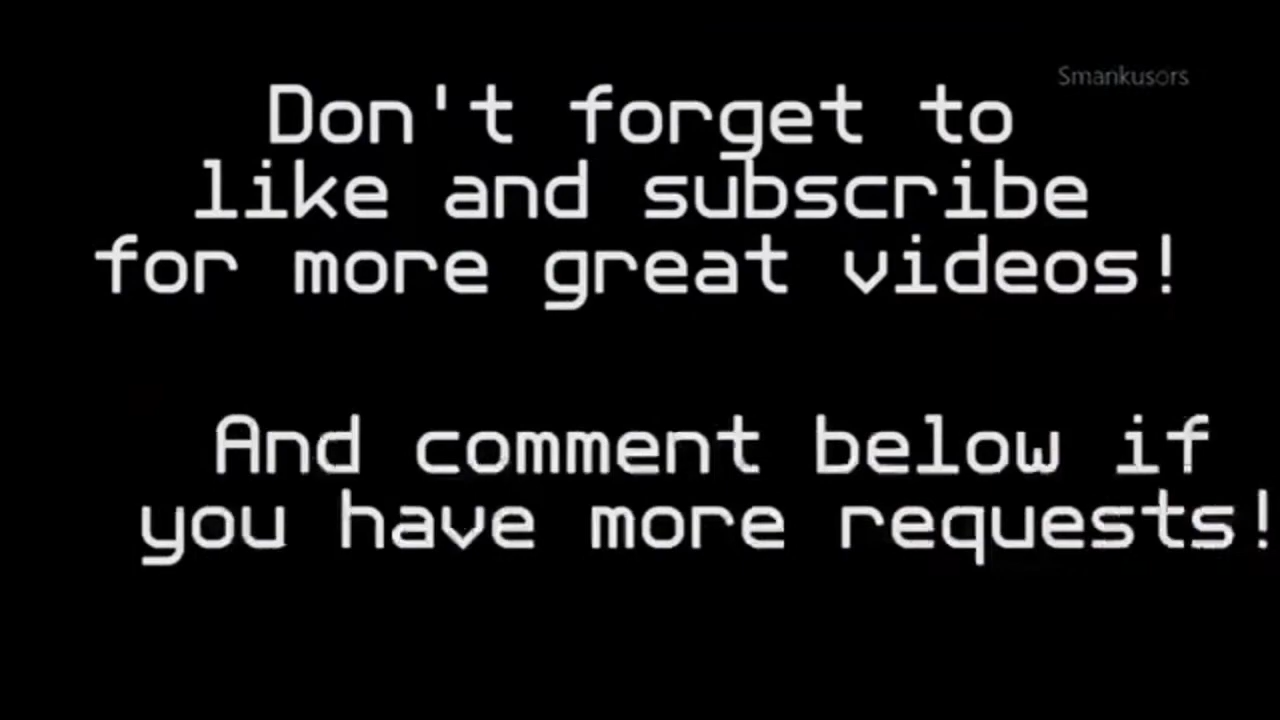 Smankusors
Don't forget to
like and subscribe
for more great videos!
And comment below if
you have more requests!